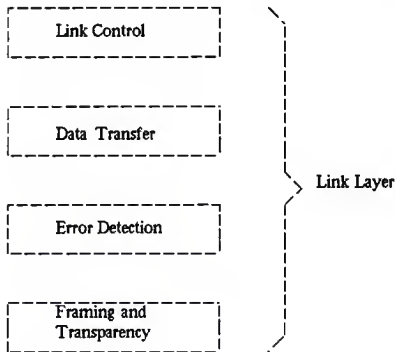 Link Control
Data Transfer
Link Layer
Error Detection
Framing and
Transparency